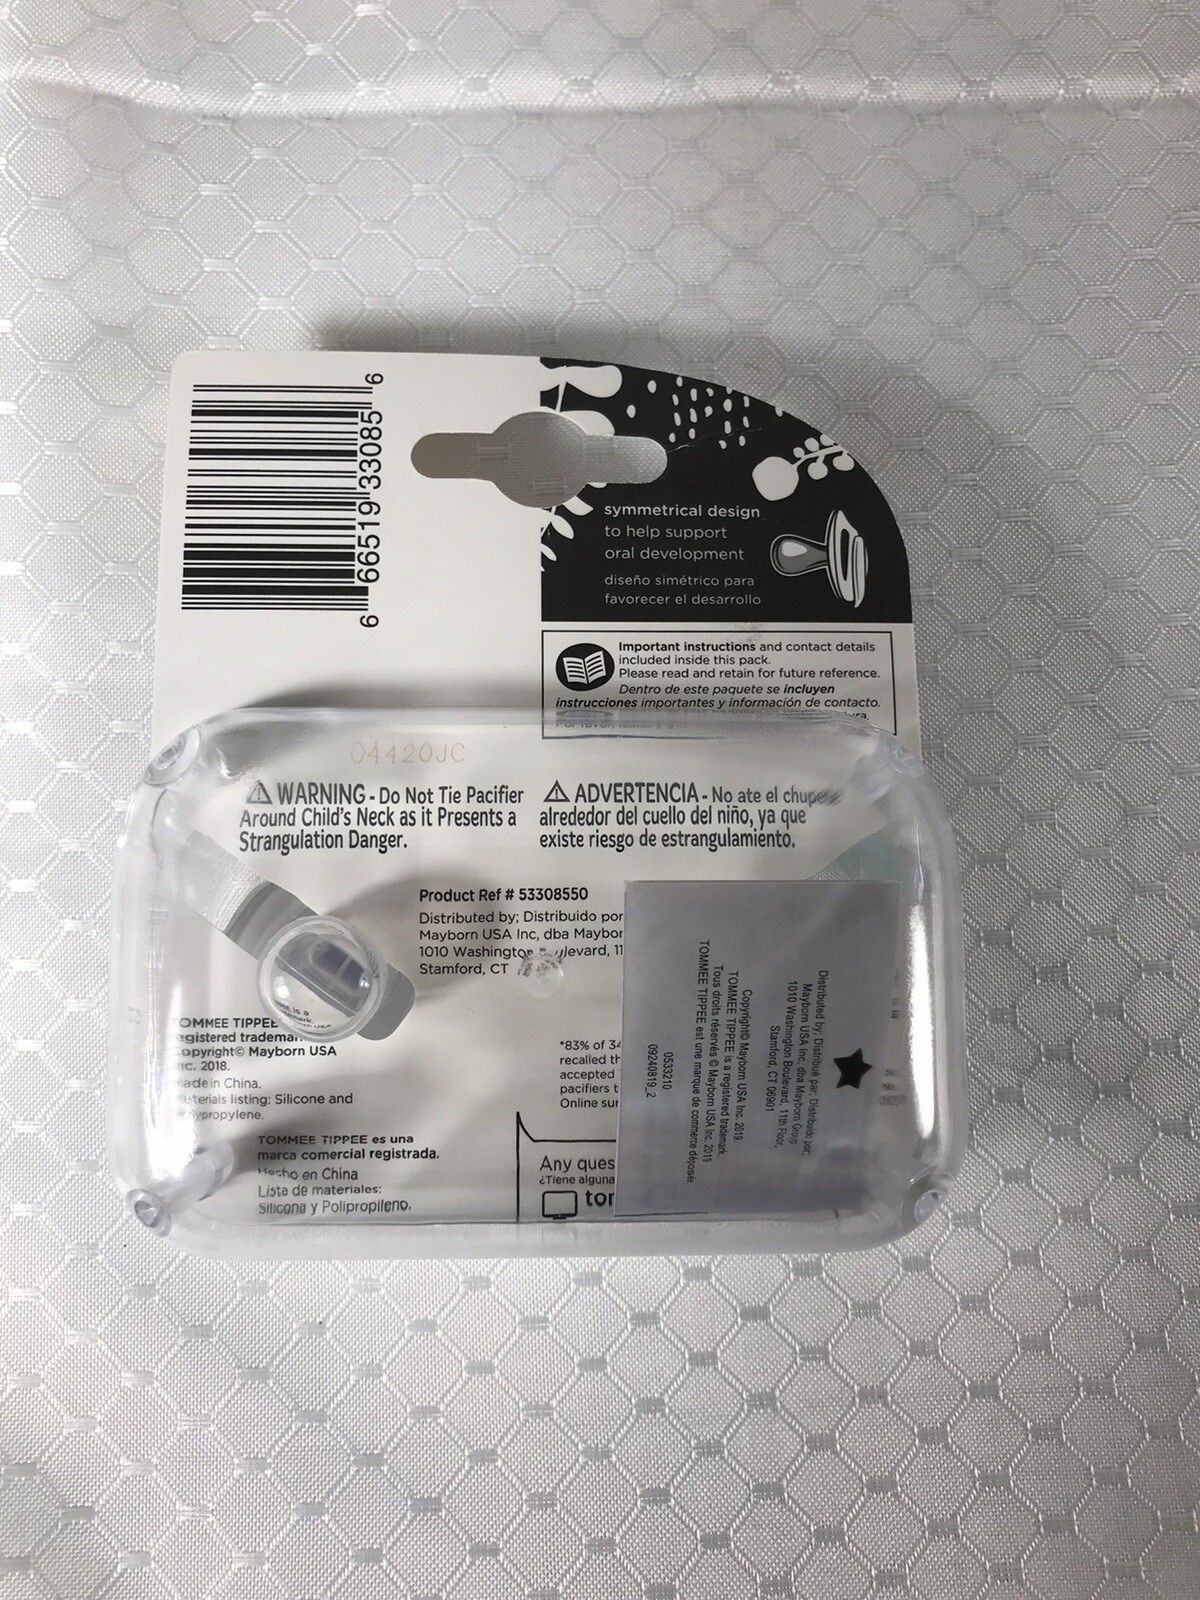 6 66519 33085 6
symmetrical design
to help support
oral development
diseño simétrico para
favorecer el desarrollo
Important instructions and contact details
included inside this pack.
Please read and retain for future reference.
Dentro de este paquete se incluyen
instrucciones importantes y información de contacto.
04420JC
WARNING - Do Not Tie Pacifier
Around Child's Neck as it Presents a
Strangulation Danger.
ADVERTENCIA - No ate el chupe
alrededor del cuello del niño, ya que
existe riesgo de estrangulamiento.
Product Ref # 53308550
Distributed by; Distribuido por
Mayborn USA Inc, dba Maybor
1010 Washington 11
Stamford, CT
TOMMEE TIPPEE is a
registered
Copyright© Mayborn USA
Inc. 2018.
Made in China.
Materials listing: Silicone and
TOMMEE TIPPEE es una
marca comercial registrada.
Hecho en China
Lista de materiales:
Silicona y Polipropileno.
*83% of 34
recalled th
accepted
pacifiers t
Online sur
Any ques
¿Tiene alguna
tor
Distributed by; Distribué par; Distribuido por:
Mayborn USA Inc, dba Mayborn Group
1010 Washington Boulevard, 11th Floor,
Stamford, CT 06901
Copyright© Mayborn USA Inc. 2019.
TOMMEE TIPPEE is a registered trademark.
Tous droits réservés © Mayborn USA Inc. 2019
TOMMEE TIPPEE est une marque de commerce déposée
0533210
09240819_2